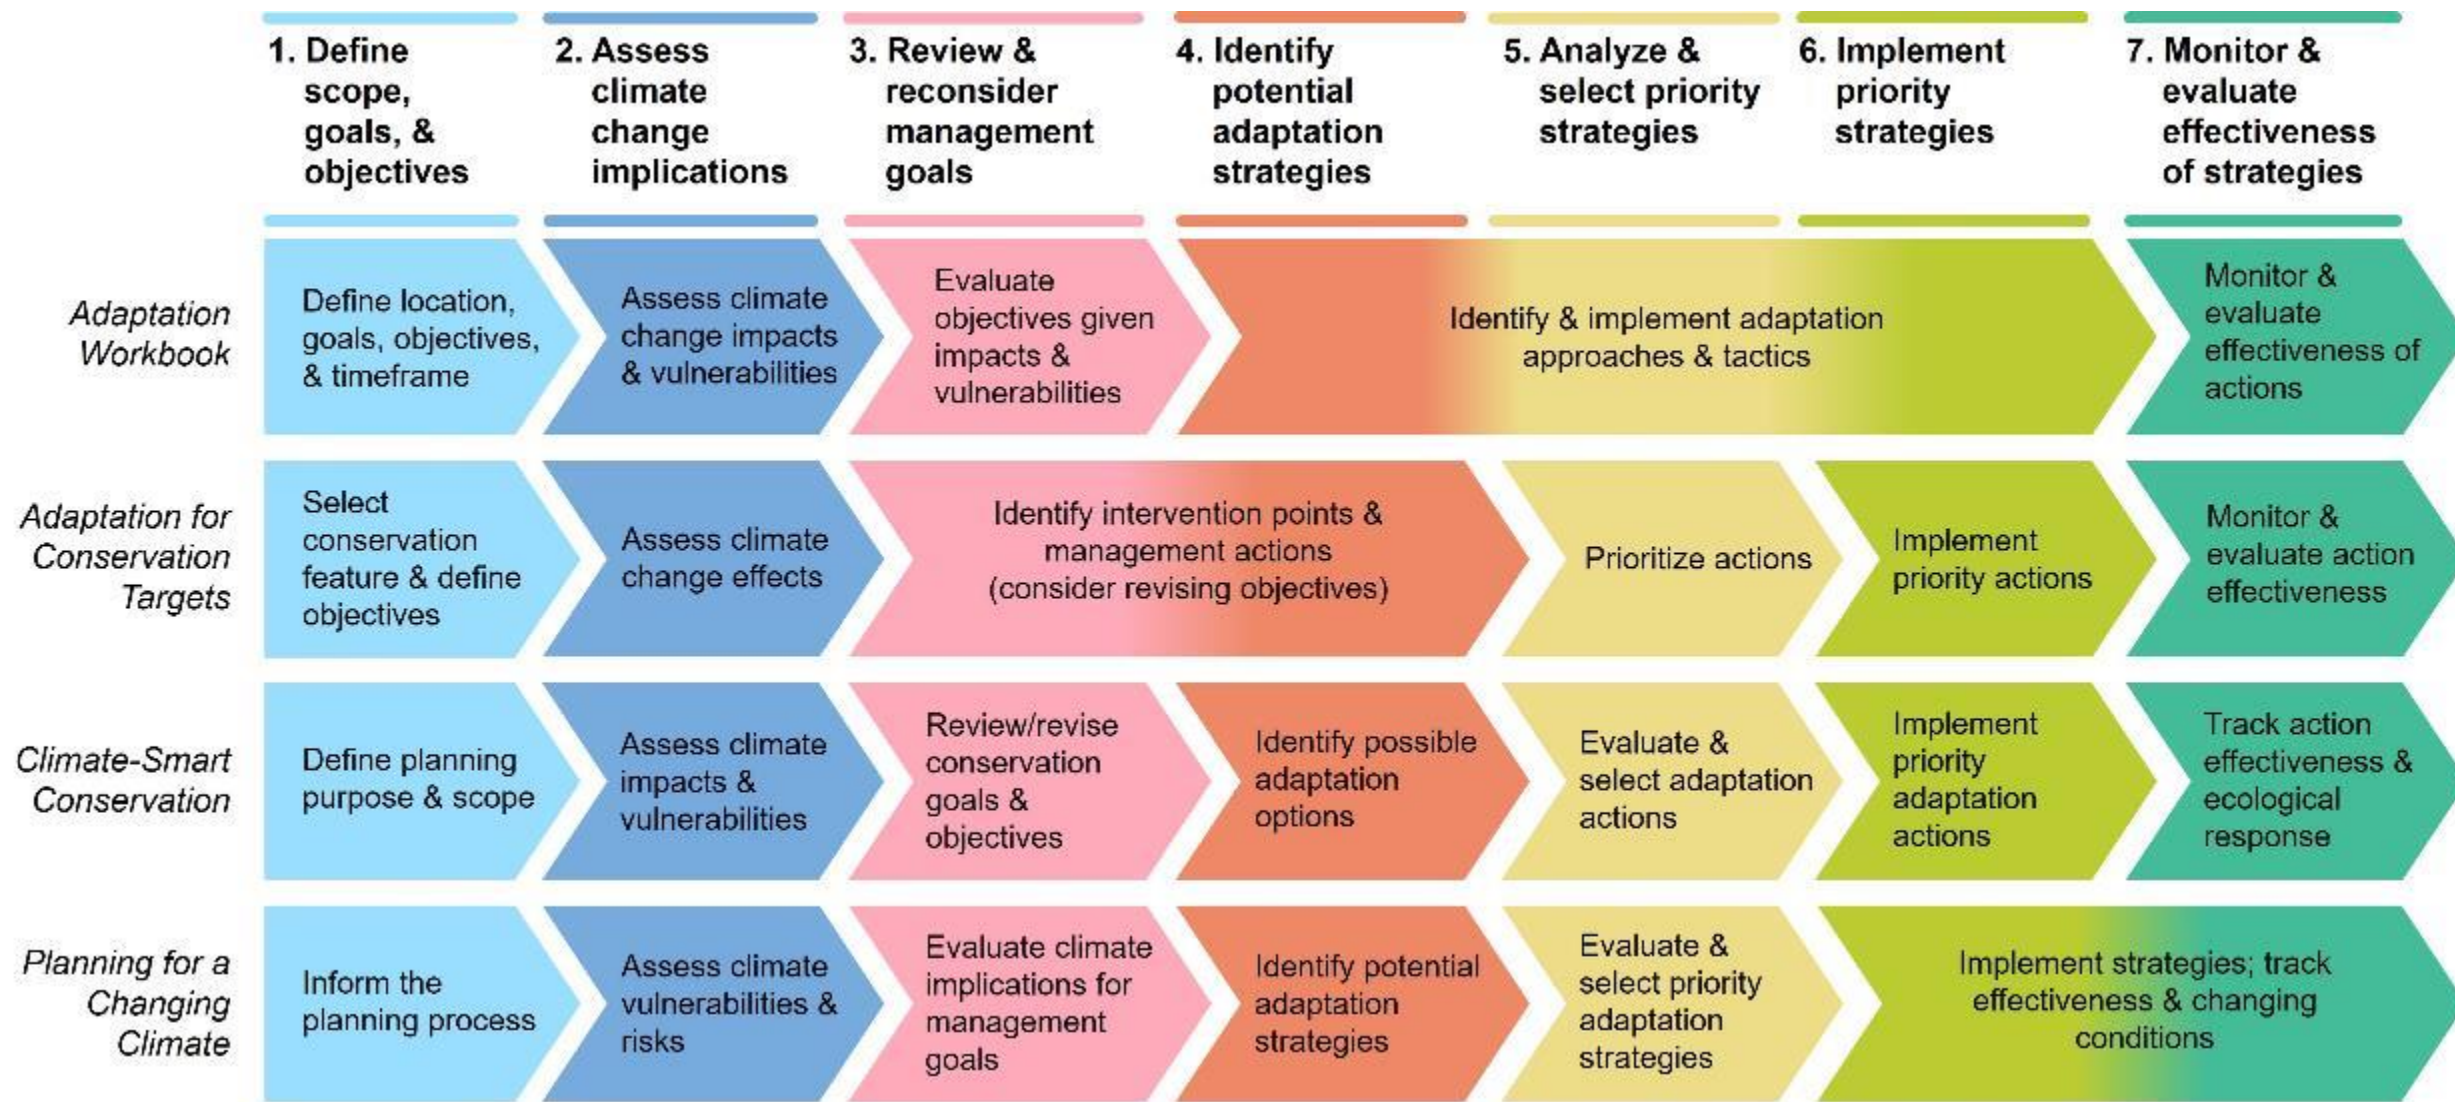 1. Define
scope,
goals, &
objectives
2. Assess
climate
change
implications
3. Review &
reconsider
management
goals
4. Identify
potential
adaptation
strategies
5. Analyze &
select priority
strategies
6. Implement
priority
strategies
7. Monitor &
evaluate
effectiveness
of strategies
Adaptation
Workbook
Define location,
goals, objectives,
& timeframe
Assess climate
change impacts
& vulnerabilities
Evaluate
objectives given
impacts &
vulnerabilities
Identify & implement adaptation
approaches & tactics
Monitor &
evaluate
effectiveness of
actions
Adaptation for
Conservation
Targets
Select
conservation
feature & define
objectives
Assess climate
change effects
Identify intervention points &
management actions
(consider revising objectives)
Prioritize actions
Implement
priority actions
Monitor &
evaluate action
effectiveness
Climate-Smart
Conservation
Define planning
purpose & scope
Assess climate
impacts &
vulnerabilities
Review/revise
conservation
goals &
objectives
Identify possible
adaptation
options
Evaluate &
select adaptation
actions
Implement
priority
adaptation
actions
Track action
effectiveness &
ecological
response
Planning for a
Changing
Climate
Inform the
planning process
Assess climate
vulnerabilities &
risks
Evaluate climate
implications for
management
goals
Identify potential
adaptation
strategies
Evaluate &
select priority
adaptation
strategies
Implement strategies; track
effectiveness & changing
conditions